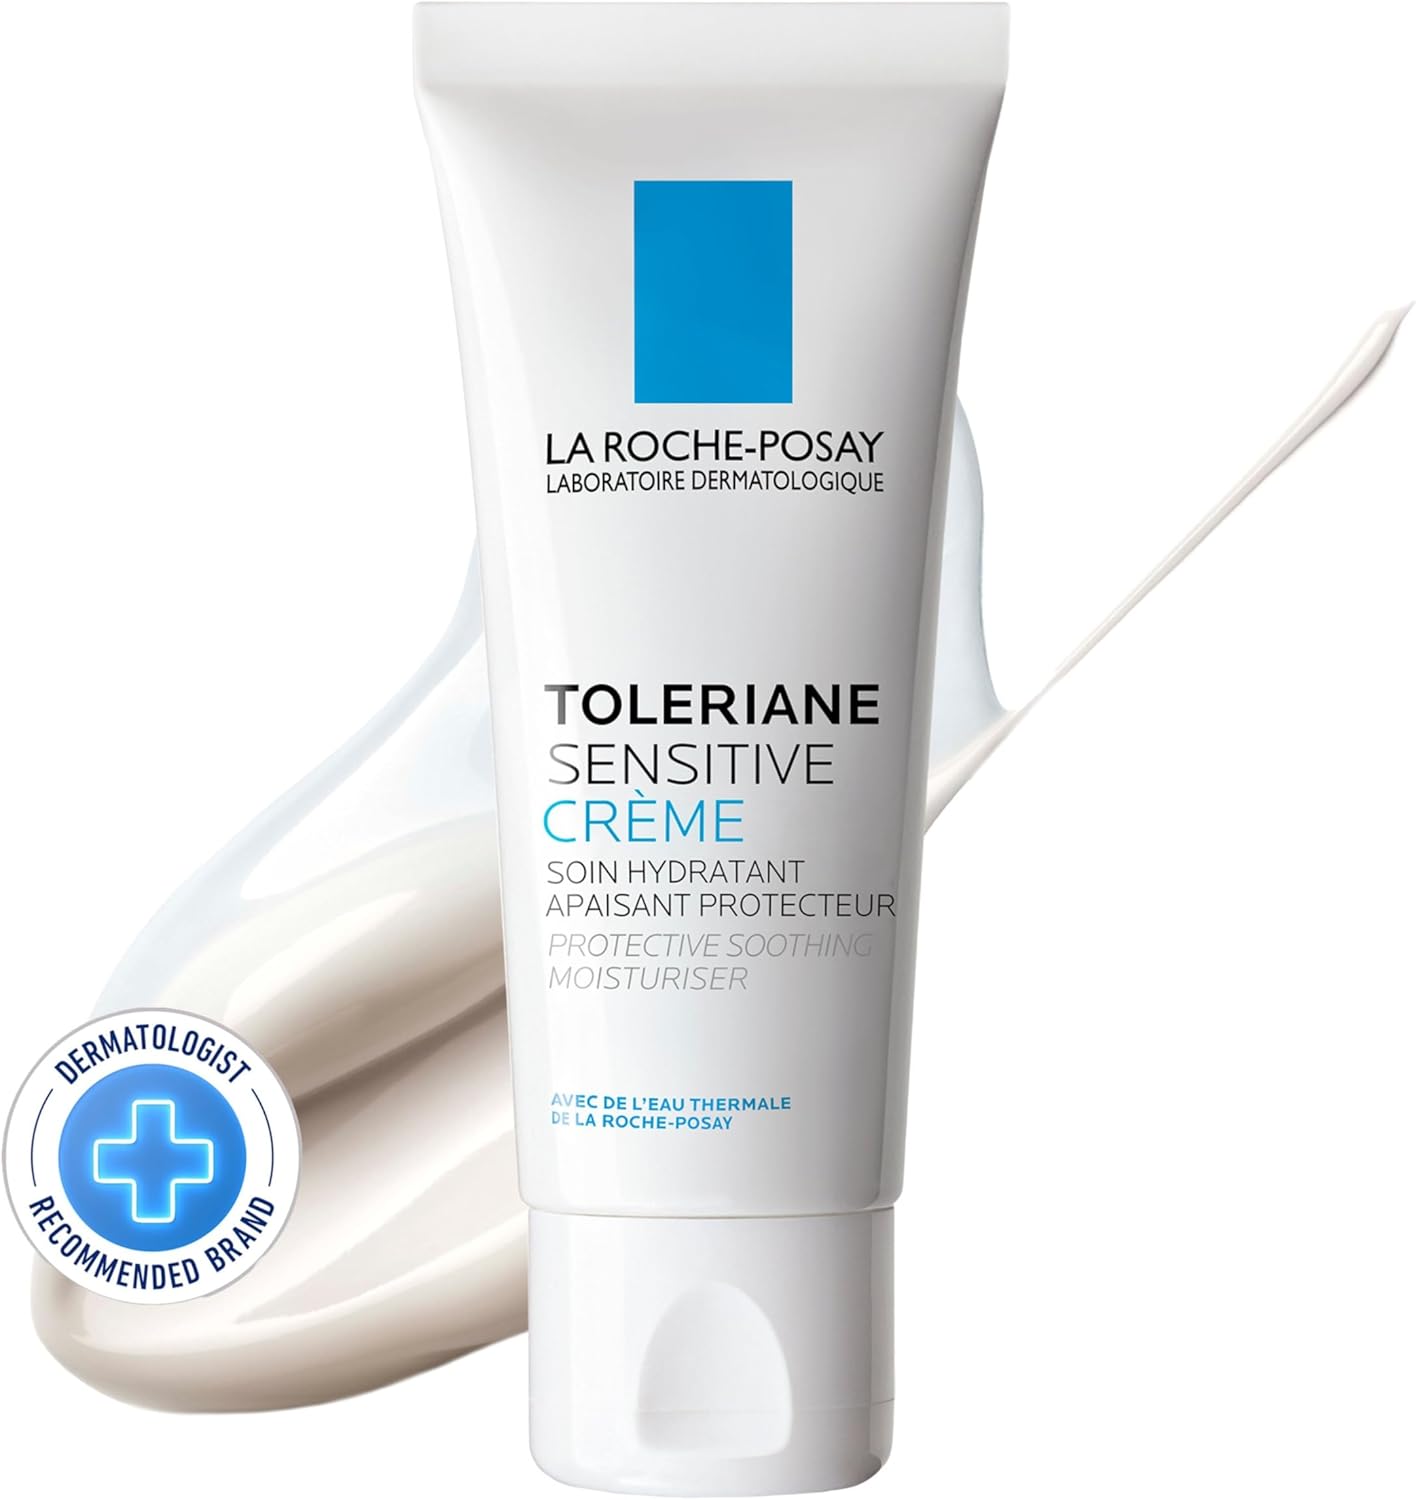 LA ROCHE-POSAY
LABORATOIRE DERMATOLOGIQUE
TOLERIANE
SENSITIVE
CRÈME
SOIN HYDRATANT
APAISANT PROTECTEUR
PROTECTIVE SOOTHING
MOISTURISER
AVEC DE L'EAU THERMALE
DE LA ROCHE-POSAY
DERMATOLOGIST
RECOMMENDED BRAND